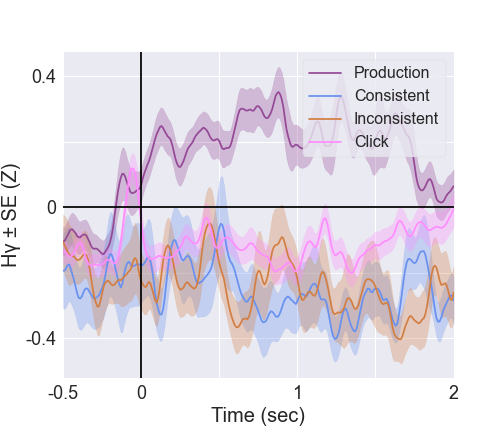 Production
Consistent
Inconsistent
Click
0.4
0
-0.4
Hγ ± SE (Z)
-0.5 0 1 2
Time (sec)